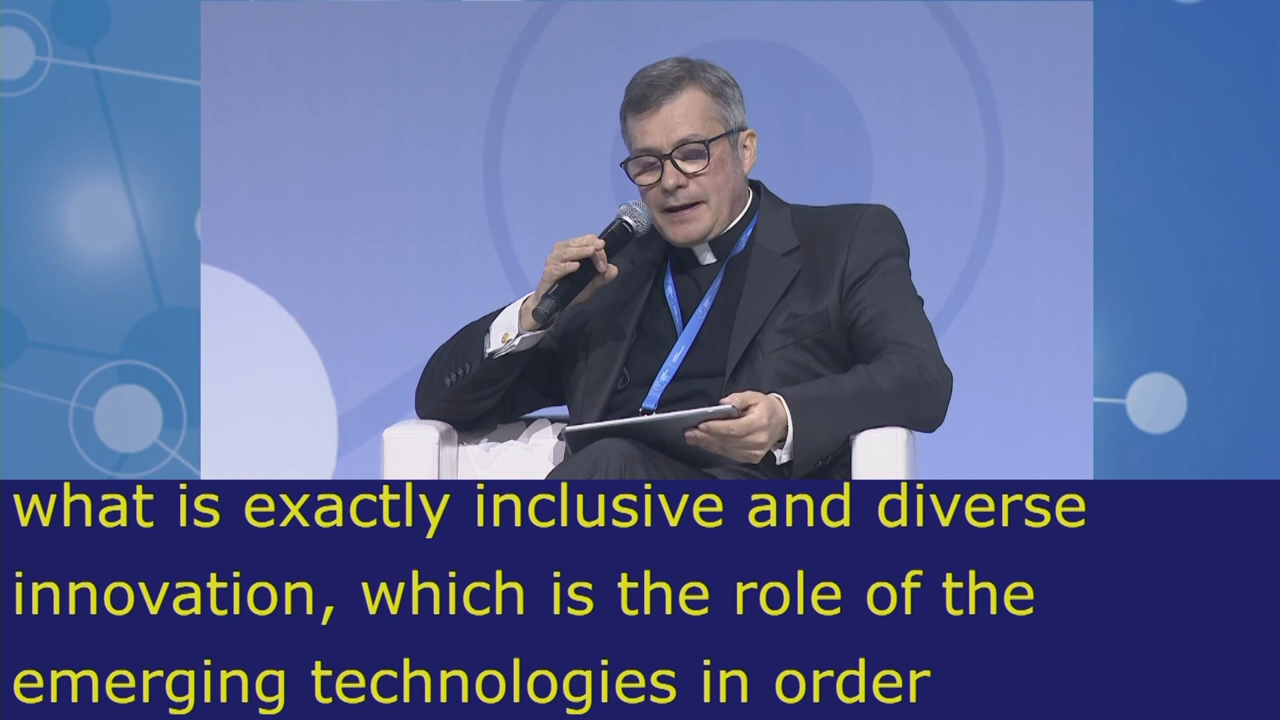 what is exactly inclusive and diverse
innovation, which is the role of the
emerging technologies in order